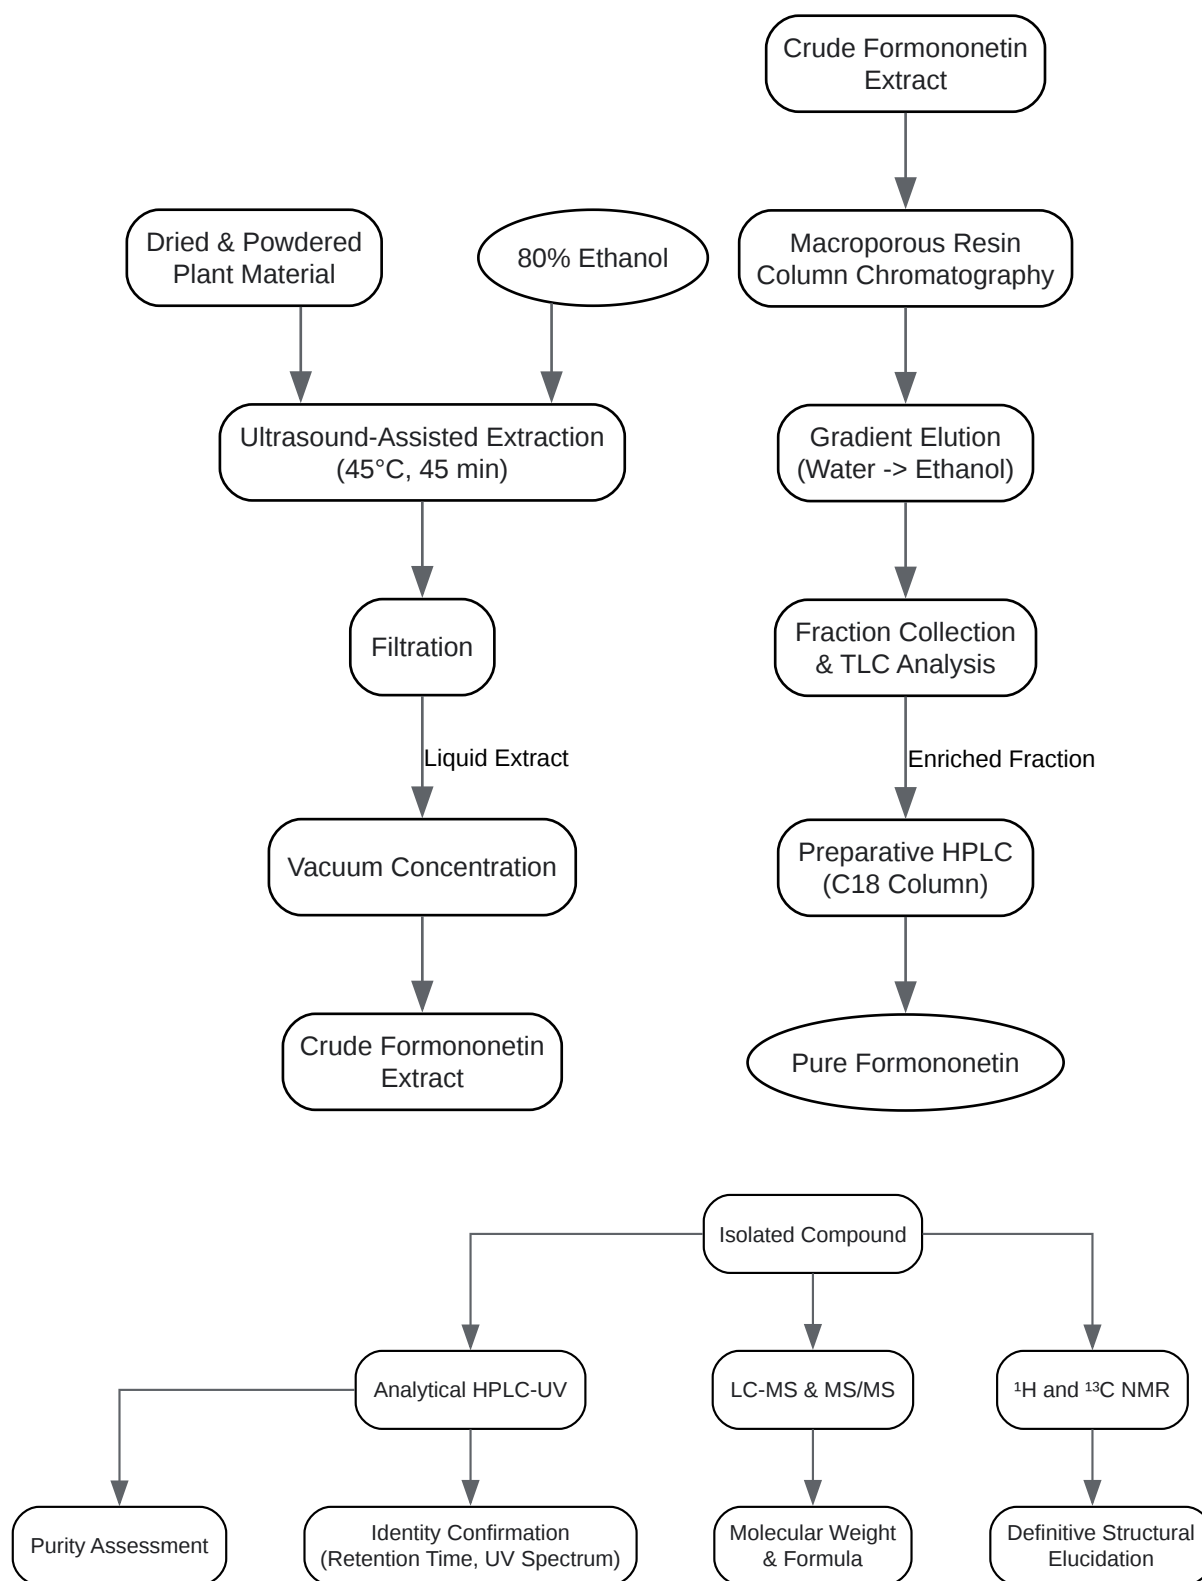 Crude Formononetin
Extract
Dried & Powdered
Plant Material
80% Ethanol
Macroporous Resin
Column Chromatography
Ultrasound-Assisted Extraction
(45°C, 45 min)
Gradient Elution
(Water -> Ethanol)
Filtration
Fraction Collection
& TLC Analysis
Liquid Extract
Enriched Fraction
Vacuum Concentration
Preparative HPLC
(C18 Column)
Crude Formononetin
Extract
Pure Formononetin
Isolated Compound
Analytical HPLC-UV
LC-MS & MS/MS
¹H and ¹³C NMR
Purity Assessment
Identity Confirmation
(Retention Time, UV Spectrum)
Molecular Weight
& Formula
Definitive Structural
Elucidation